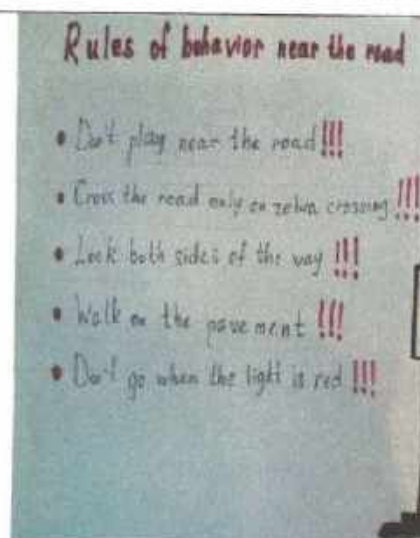 Rules of behavior near the road
• Don't play near the road!!!
• Cross the road only on zebra crossing!!!
• Look both sides of the way!!!
• Walk on the pavement!!!
• Don't go when the light is red!!!